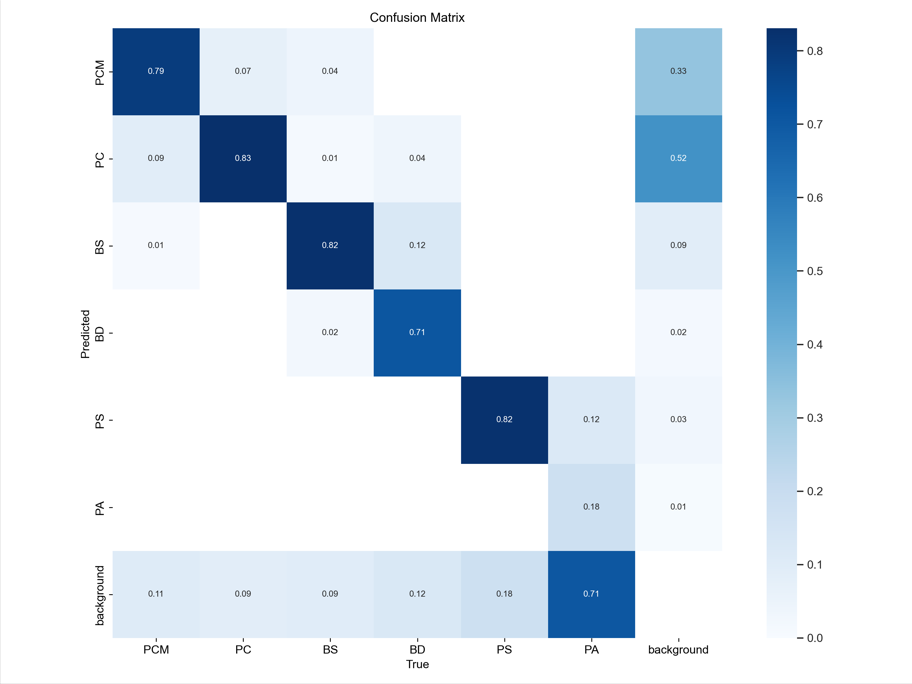 Confusion Matrix
PCM 0.79 0.07 0.04 0.33
PC 0.09 0.83 0.01 0.04 0.52
BS 0.01 0.82 0.12 0.09
BD 0.02 0.71 0.02
PS 0.82 0.12 0.03
PA 0.18 0.01
background 0.11 0.09 0.09 0.12 0.18 0.71
Predicted
PCM PC BS BD PS PA background
True
0.8
0.7
0.6
0.5
0.4
0.3
0.2
0.1
0.0